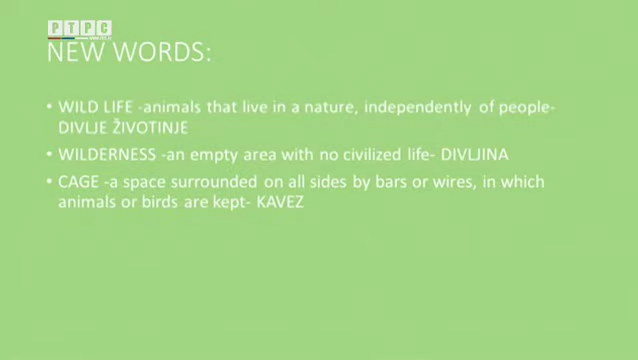 РТРС
NEW WORDS:
• WILD LIFE -animals that live in a nature, independently of people-
DIVLJE ŽIVOTINJE
• WILDERNESS -an empty area with no civilized life- DIVLJINA
• CAGE -a space surrounded on all sides by bars or wires, in which
animals or birds are kept- KAVEZ